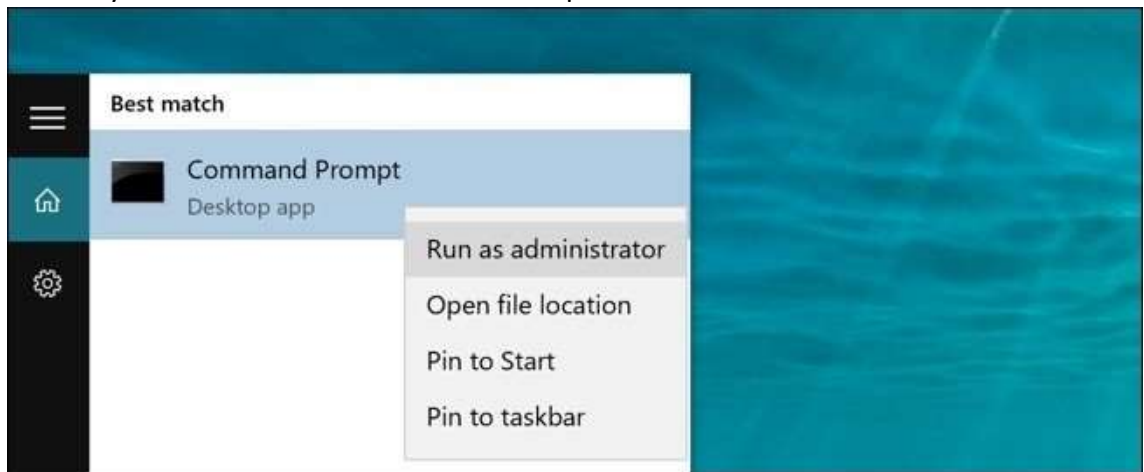 Best match
Command Prompt
Desktop app
Run as administrator
Open file location
Pin to Start
Pin to taskbar